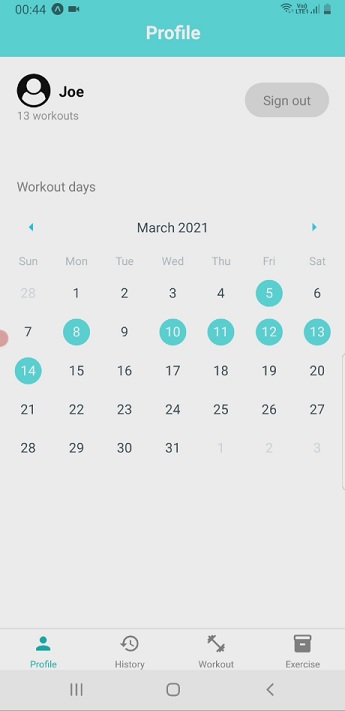 00:44 Vo) LTE1
Profile
Joe
13 workouts
Sign out
Workout days
March 2021
Sun Mon Tue Wed Thu Fri Sat
28 1 2 3 4 5 6
7 8 9 10 11 12 13
14 15 16 17 18 19 20
21 22 23 24 25 26 27
28 29 30 31 1 2 3
Profile History Workout Exercise